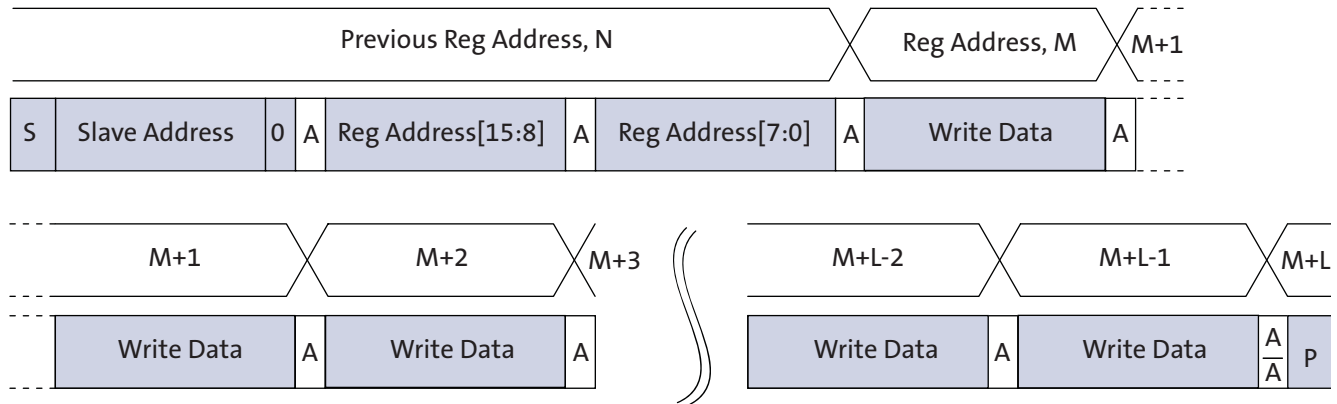 Previous Reg Address, N Reg Address, M M+1
S Slave Address 0 A Reg Address[15:8] A Reg Address[7:0] A Write Data A
M+1 M+2 M+3 M+L-2 M+L-1 M+L
Write Data A Write Data A Write Data A Write Data A/A̅ P